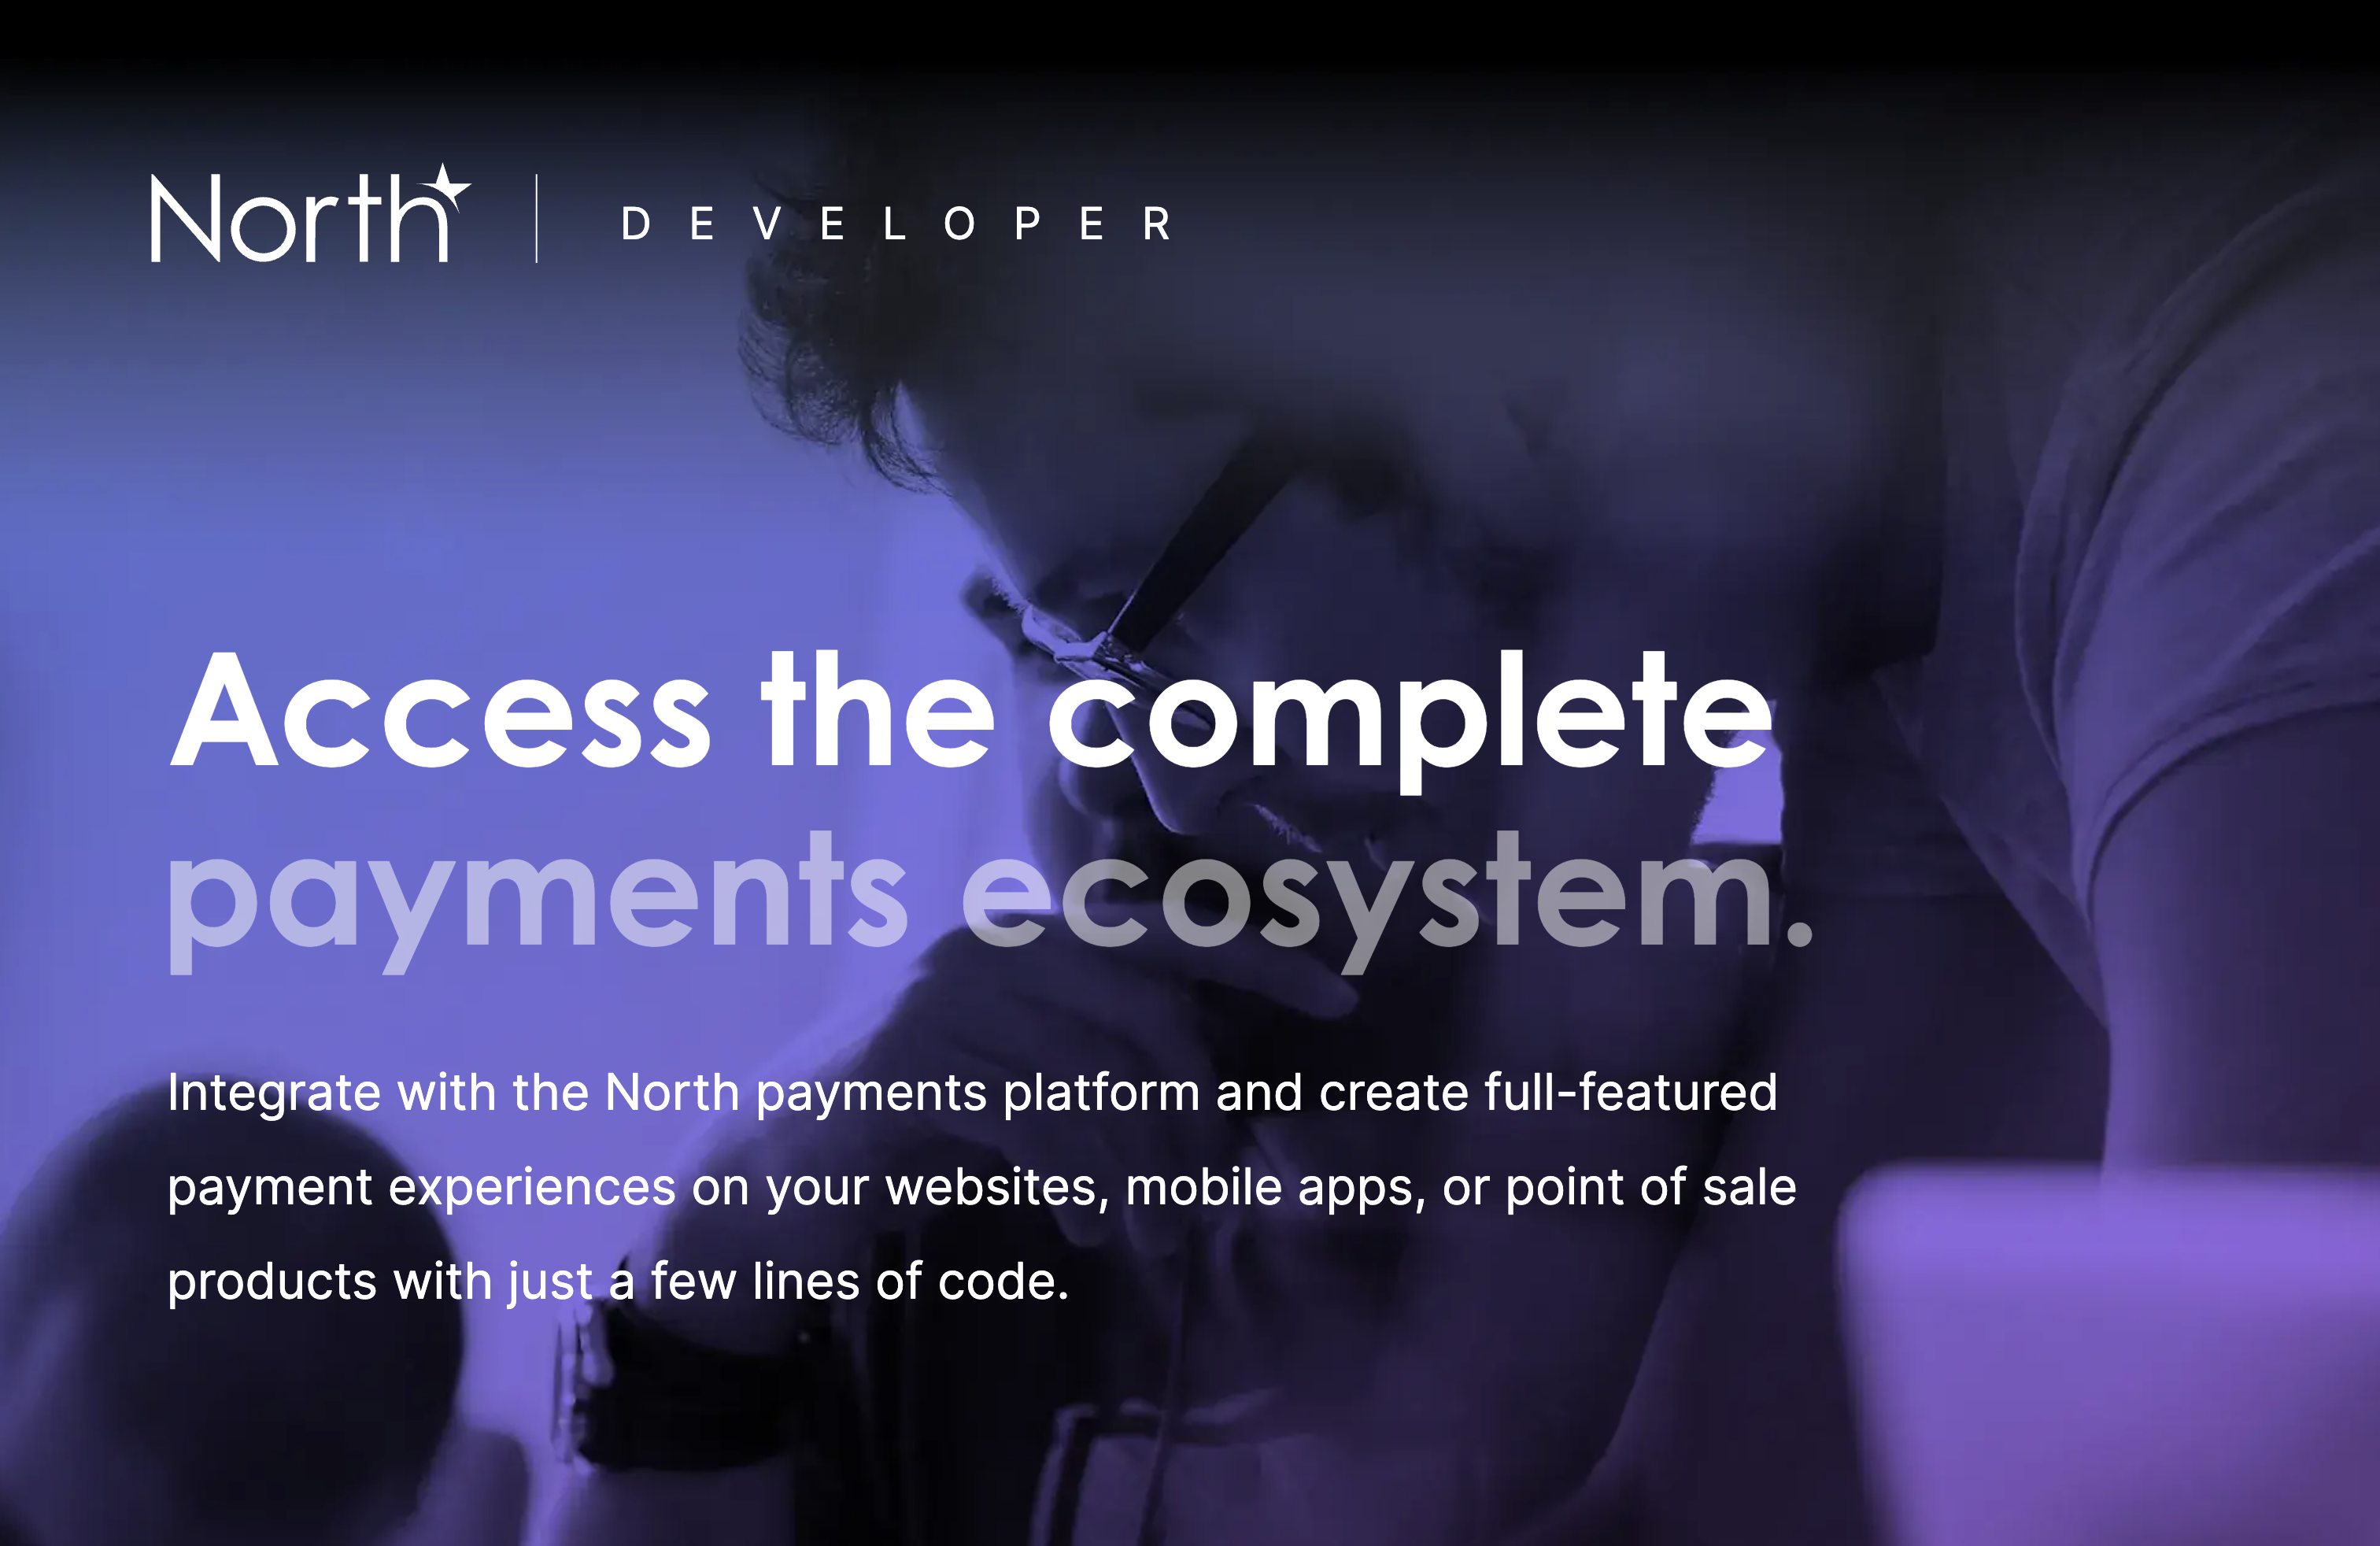 North | DEVELOPER
Access the complete
payments ecosystem.
Integrate with the North payments platform and create full-featured
payment experiences on your websites, mobile apps, or point of sale
products with just a few lines of code.